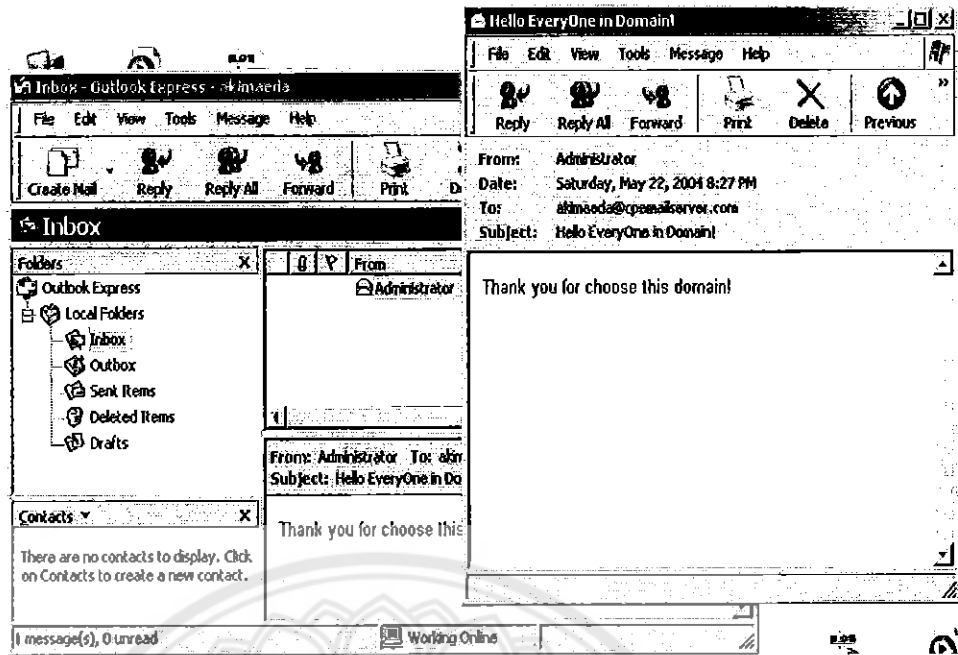 Inbox - Outlook Express - akimaeda
File Edit View Tools Message Help
Create Mail Reply Reply All Forward Print
Inbox
Folders X
Outlook Express
Local Folders
Inbox
Outbox
Sent Items
Deleted Items
Drafts
Contacts X
There are no contacts to display. Click
on Contacts to create a new contact.
From
Administrator
From: Administrator To:
Subject: Hello EveryOne in Do
Thank you for choose this
1 message(s), 0 unread Working Online
Hello EveryOne in Domain!
File Edit View Tools Message Help
Reply Reply All Forward Print Delete Previous »
From: Administrator
Date: Saturday, May 22, 2004 8:27 PM
To: akimaeda@cpemailserver.com
Subject: Hello EveryOne in Domain!
Thank you for choose this domain!